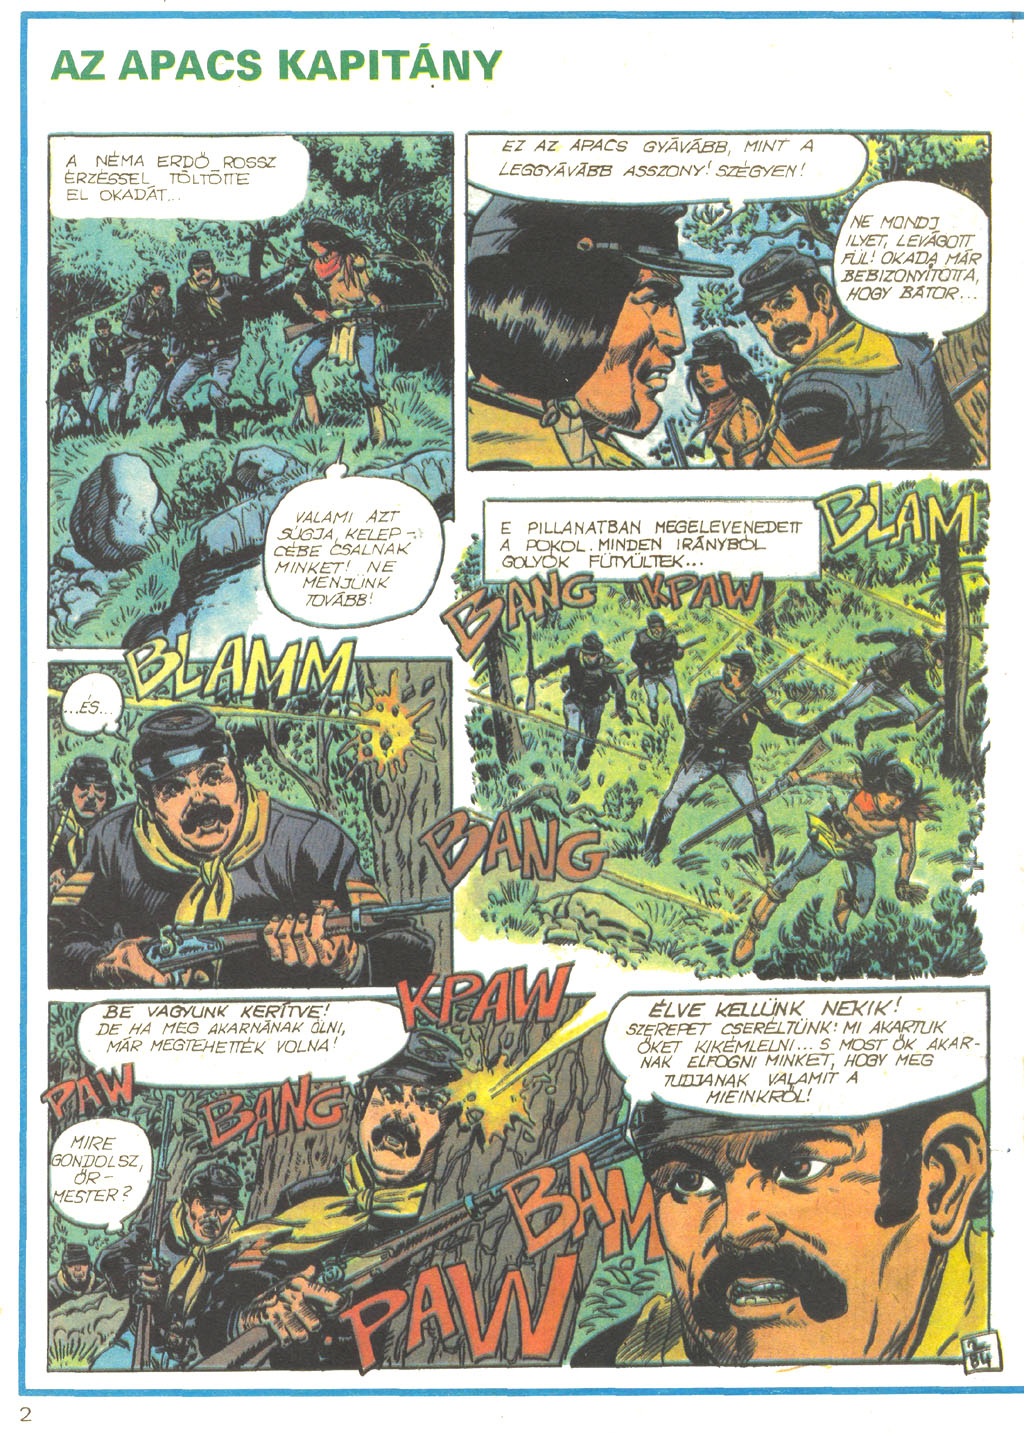 AZ APACS KAPITÁNY
A NÉMA ERDŐ ROSSZ
ÉRZÉSSEL TÖLTÖTTE
EL OKADÁT...
VALAMI AZT
SÚGJA, KELEP-
CÉBE CSALNAK
MINKET! NE
MENJÜNK
TOVÁBB!
EZ AZ APACS GYÁVÁBB, MINT A
LEGGYÁVÁBB ASSZONY! SZÉGYEN!
NE MONDJ
ILYET, LEVÁGOTT
FÜL! OKADA MÁR
BEBIZONYÍTOTTA,
HOGY BÁTOR...
...ÉS...
BLAMM
E PILLANATBAN MEGELEVENEDETT
A POKOL. MINDEN IRÁNYBÓL
GOLYÓK FÜTYÜLTEK...
BLAM
BANG
KPAW
BANG
BE VAGYUNK KERÍTVE!
DE HA MEG AKARNÁNAK ÖLNI,
MÁR MEGTEHETTÉK VOLNA!
KPAW
PAW
BANG
MIRE
GONDOLSZ,
ŐR-
MESTER?
BAM
PAW
ÉLVE KELLÜNK NEKIK!
SZEREPET CSERÉLTÜNK! MI AKARTUK
ŐKET KIKÉMLELNI... S MOST ŐK AKAR-
NAK ELFOGNI MINKET, HOGY MEG
TUDJANAK VALAMIT A
MIEINKRŐL!
2
84
2